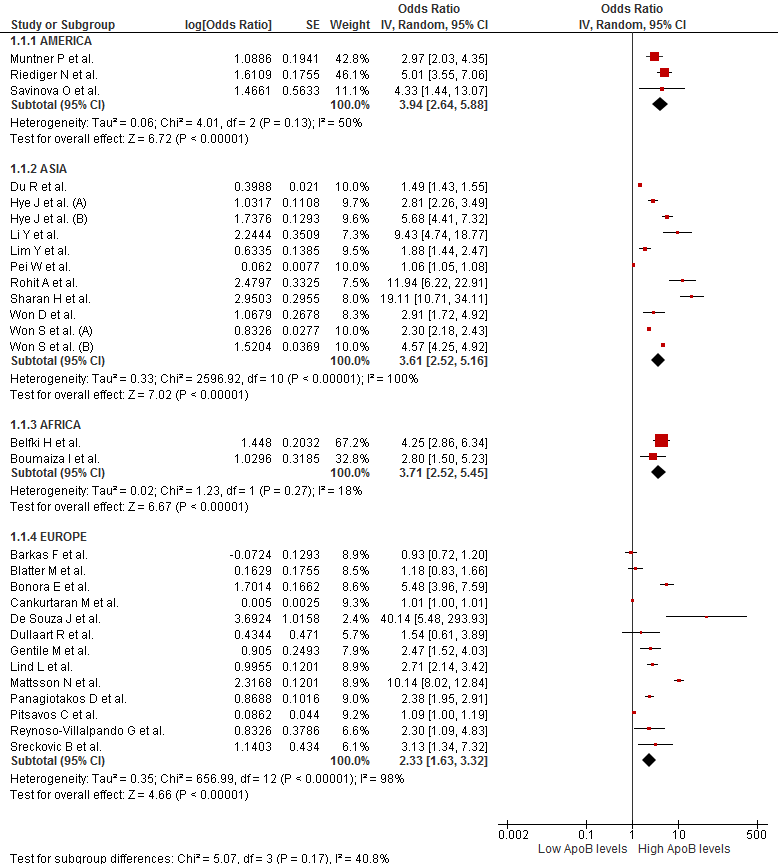 Odds Ratio Odds Ratio
Study or Subgroup log[Odds Ratio] SE Weight IV, Random, 95% CI IV, Random, 95% CI
1.1.1 AMERICA
Muntner P et al. 1.0886 0.1941 42.8% 2.97 [2.03, 4.35]
Riediger N et al. 1.6109 0.1755 46.1% 5.01 [3.55, 7.06]
Savinova O et al. 1.4661 0.5633 11.1% 4.33 [1.44, 13.07]
Subtotal (95% CI) 100.0% 3.94 [2.64, 5.88]
Heterogeneity: Tau² = 0.06; Chi² = 4.01, df = 2 (P = 0.13); I² = 50%
Test for overall effect: Z = 6.72 (P < 0.00001)
1.1.2 ASIA
Du R et al. 0.3988 0.021 10.0% 1.49 [1.43, 1.55]
Hye J et al. (A) 1.0317 0.1108 9.7% 2.81 [2.26, 3.49]
Hye J et al. (B) 1.7376 0.1293 9.6% 5.68 [4.41, 7.32]
Li Y et al. 2.2444 0.3509 7.3% 9.43 [4.74, 18.77]
Lim Y et al. 0.6335 0.1385 9.5% 1.88 [1.44, 2.47]
Pei W et al. 0.062 0.0077 10.0% 1.06 [1.05, 1.08]
Rohit A et al. 2.4797 0.3325 7.5% 11.94 [6.22, 22.91]
Sharan H et al. 2.9503 0.2955 8.0% 19.11 [10.71, 34.11]
Won D et al. 1.0679 0.2678 8.3% 2.91 [1.72, 4.92]
Won S et al. (A) 0.8326 0.0277 10.0% 2.30 [2.18, 2.43]
Won S et al. (B) 1.5204 0.0369 10.0% 4.57 [4.25, 4.92]
Subtotal (95% CI) 100.0% 3.61 [2.52, 5.16]
Heterogeneity: Tau² = 0.33; Chi² = 2596.92, df = 10 (P < 0.00001); I² = 100%
Test for overall effect: Z = 7.02 (P < 0.00001)
1.1.3 AFRICA
Belfki H et al. 1.448 0.2032 67.2% 4.25 [2.86, 6.34]
Boumaiza I et al. 1.0296 0.3185 32.8% 2.80 [1.50, 5.23]
Subtotal (95% CI) 100.0% 3.71 [2.52, 5.45]
Heterogeneity: Tau² = 0.02; Chi² = 1.23, df = 1 (P = 0.27); I² = 18%
Test for overall effect: Z = 6.67 (P < 0.00001)
1.1.4 EUROPE
Barkas F et al. -0.0724 0.1293 8.9% 0.93 [0.72, 1.20]
Blatter M et al. 0.1629 0.1755 8.5% 1.18 [0.83, 1.66]
Bonora E et al. 1.7014 0.1662 8.6% 5.48 [3.96, 7.59]
Cankurtaran M et al. 0.005 0.0025 9.3% 1.01 [1.00, 1.01]
De Souza J et al. 3.6924 1.0158 2.4% 40.14 [5.48, 293.93]
Dullaart R et al. 0.4344 0.471 5.7% 1.54 [0.61, 3.89]
Gentile M et al. 0.905 0.2493 7.9% 2.47 [1.52, 4.03]
Lind L et al. 0.9955 0.1201 8.9% 2.71 [2.14, 3.42]
Mattsson N et al. 2.3168 0.1201 8.9% 10.14 [8.02, 12.84]
Panagiotakos D et al. 0.8688 0.1016 9.0% 2.38 [1.95, 2.91]
Pitsavos C et al. 0.0862 0.044 9.2% 1.09 [1.00, 1.19]
Reynoso-Villalpando G et al. 0.8326 0.3786 6.6% 2.30 [1.09, 4.83]
Sreckovic B et al. 1.1403 0.434 6.1% 3.13 [1.34, 7.32]
Subtotal (95% CI) 100.0% 2.33 [1.63, 3.32]
Heterogeneity: Tau² = 0.35; Chi² = 656.99, df = 12 (P < 0.00001); I² = 98%
Test for overall effect: Z = 4.66 (P < 0.00001)
0.002 0.1 1 10 500
Low ApoB levels High ApoB levels
Test for subgroup differences: Chi² = 5.07, df = 3 (P = 0.17), I² = 40.8%